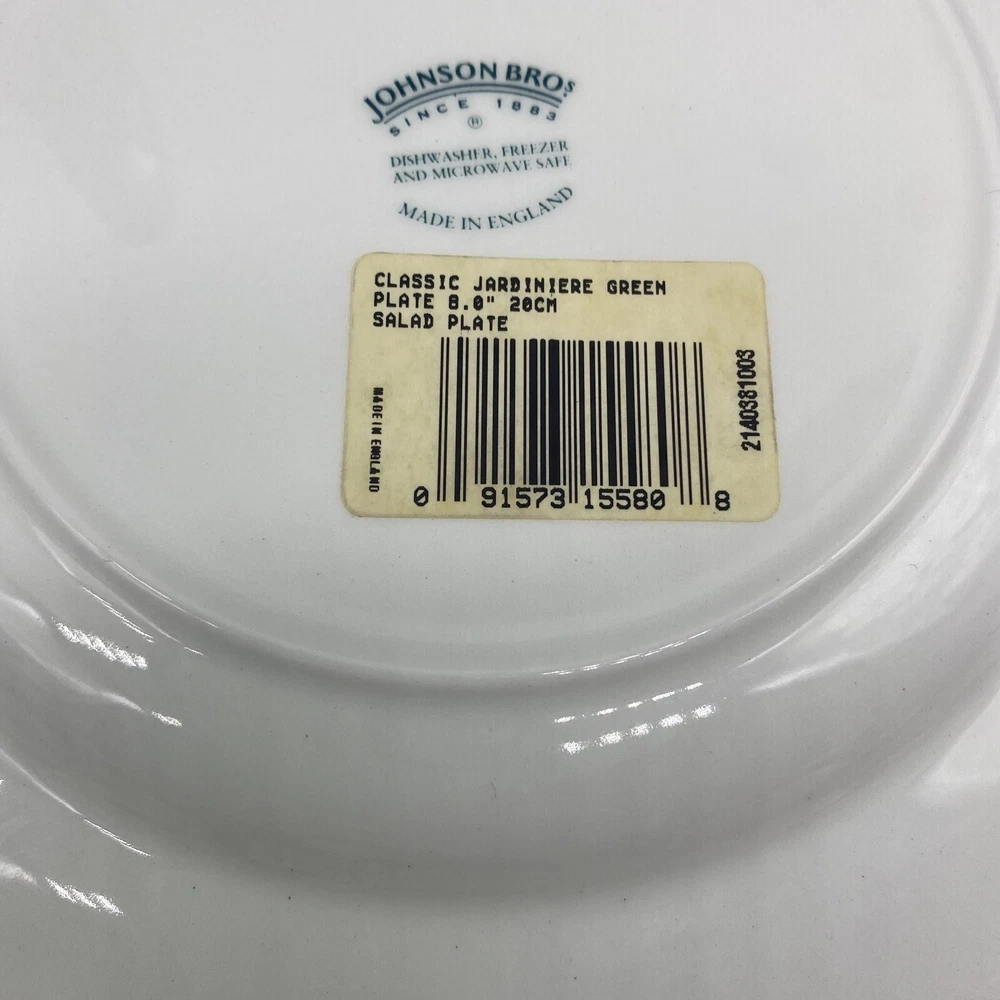 JOHNSON BROS
SINCE 1883
®
DISHWASHER, FREEZER
AND MICROWAVE SAFE
MADE IN ENGLAND
CLASSIC JARDINIERE GREEN
PLATE 8.0" 20CM
SALAD PLATE
MADE IN ENGLAND
2140381003
0 91573 15580 8